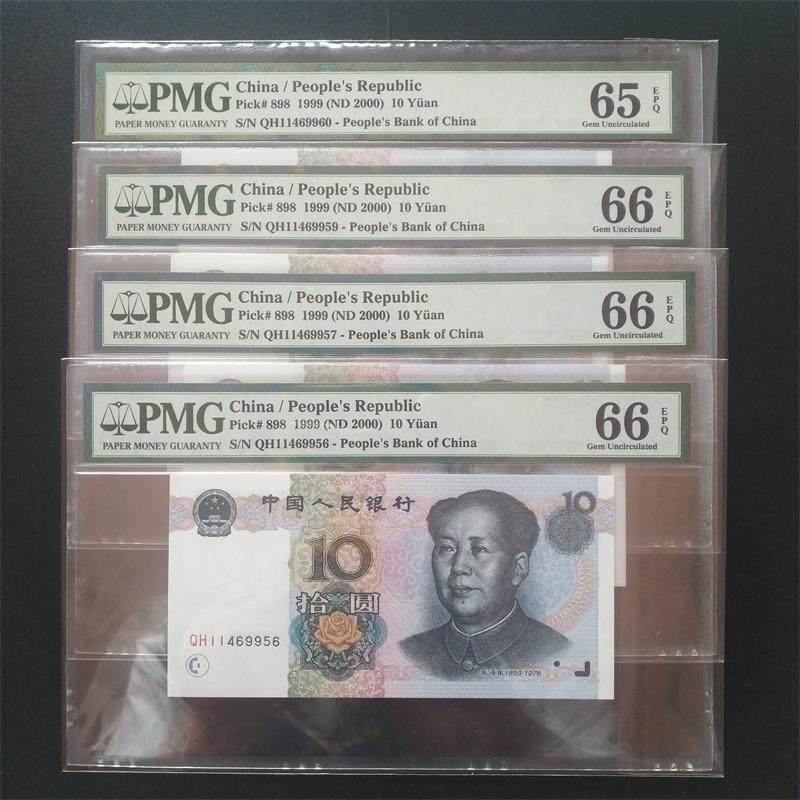 PMG
PAPER MONEY GUARANTY
China / People's Republic
Pick# 898 1999 (ND 2000) 10 Yüan
S/N QH11469960 - People's Bank of China
65 EPQ
Gem Uncirculated
PMG
PAPER MONEY GUARANTY
China / People's Republic
Pick# 898 1999 (ND 2000) 10 Yüan
S/N QH11469959 - People's Bank of China
66 EPQ
Gem Uncirculated
PMG
PAPER MONEY GUARANTY
China / People's Republic
Pick# 898 1999 (ND 2000) 10 Yüan
S/N QH11469957 - People's Bank of China
66 EPQ
Gem Uncirculated
PMG
PAPER MONEY GUARANTY
China / People's Republic
Pick# 898 1999 (ND 2000) 10 Yüan
S/N QH11469956 - People's Bank of China
66 EPQ
Gem Uncirculated
中国人民银行
10
10
拾圆
QH11469956
毛泽东 1893-1976